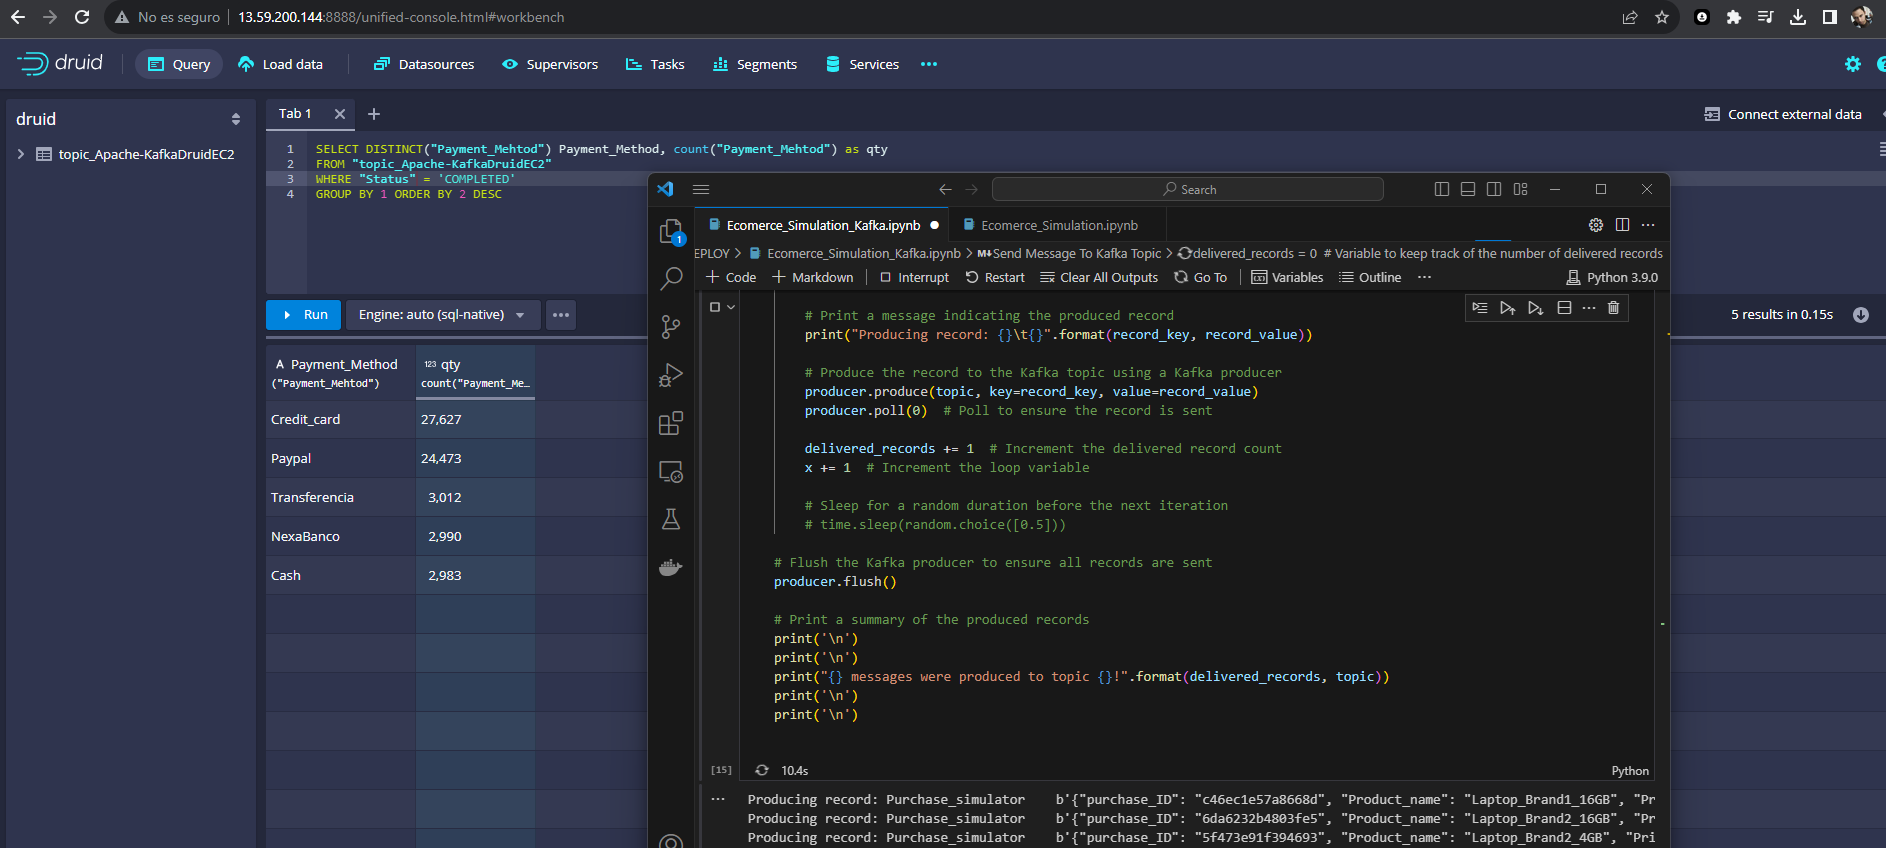 No es seguro 13.59.200.144:8888/unified-console.html#workbench
druid Query Load data Datasources Supervisors Tasks Segments Services
druid
topic_Apache-KafkaDruidEC2
Tab 1
Connect external data
1 SELECT DISTINCT("Payment_Mehtod") Payment_Method, count("Payment_Mehtod") as qty
2 FROM "topic_Apache-KafkaDruidEC2"
3 WHERE "Status" = 'COMPLETED'
4 GROUP BY 1 ORDER BY 2 DESC
Run Engine: auto (sql-native)
5 results in 0.15s
Payment_Method
("Payment_Mehtod")
123 qty
count("Payment_Me…
Credit_card 27,627
Paypal 24,473
Transferencia 3,012
NexaBanco 2,990
Cash 2,983
Search
1
Ecomerce_Simulation_Kafka.ipynb Ecomerce_Simulation.ipynb
EPLOY > Ecomerce_Simulation_Kafka.ipynb > M↓Send Message To Kafka Topic > delivered_records = 0 # Variable to keep track of the number of delivered records
Code Markdown Interrupt Restart Clear All Outputs Go To Variables Outline Python 3.9.0
# Print a message indicating the produced record
print("Producing record: {}\t{}".format(record_key, record_value))
# Produce the record to the Kafka topic using a Kafka producer
producer.produce(topic, key=record_key, value=record_value)
producer.poll(0) # Poll to ensure the record is sent
delivered_records += 1 # Increment the delivered record count
x += 1 # Increment the loop variable
# Sleep for a random duration before the next iteration
# time.sleep(random.choice([0.5]))
# Flush the Kafka producer to ensure all records are sent
producer.flush()
# Print a summary of the produced records
print('\n')
print('\n')
print("{} messages were produced to topic {}!".format(delivered_records, topic))
print('\n')
print('\n')
[15] 10.4s Python
Producing record: Purchase_simulator b'{"purchase_ID": "c46ec1e57a8668d", "Product_name": "Laptop_Brand1_16GB", "Pr
Producing record: Purchase_simulator b'{"purchase_ID": "6da6232b4803fe5", "Product_name": "Laptop_Brand2_16GB", "Pr
Producing record: Purchase_simulator b'{"purchase_ID": "5f473e91f394693", "Product_name": "Laptop_Brand2_4GB", "Pri